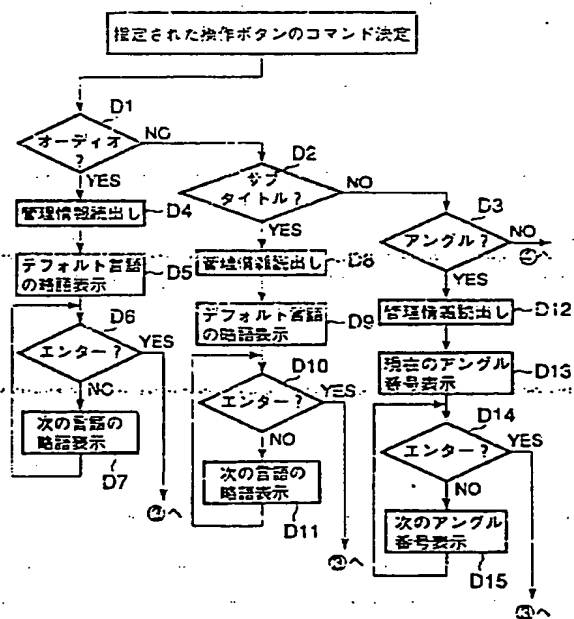 指定された操作ボタンのコマンド決定
D1
オーディオ
?
NO
YES
D2
サブ
タイトル?
NO
YES
D3
アングル?
NO
YES
管理情報読出し
D4
デフォルト言語
の略語表示
D5
D6
エンター?
YES
NO
次の言語の
略語表示
D7
管理情報読出し
D8
デフォルト言語
の略語表示
D9
D10
エンター?
YES
NO
次の言語の
略語表示
D11
管理情報読出し
D12
現在のアングル
番号表示
D13
D14
エンター?
YES
NO
次のアングル
番号表示
D15
へ
へ
へ
へ